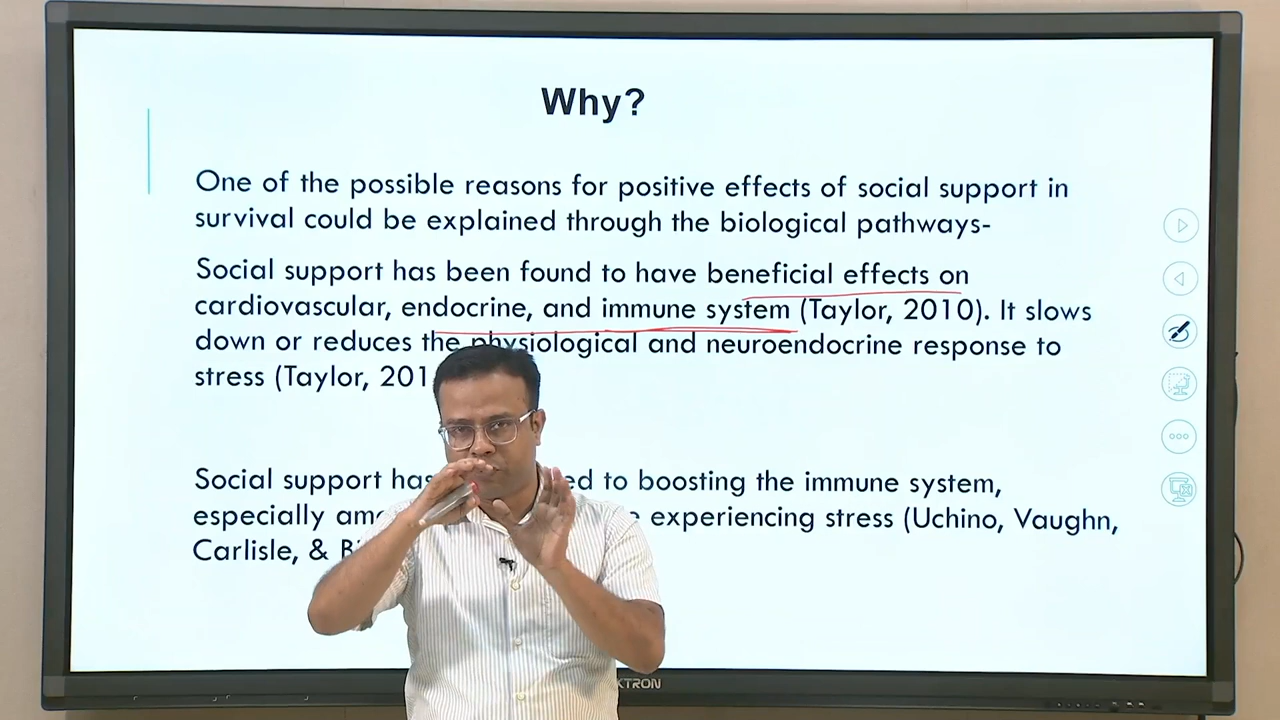 Why?
One of the possible reasons for positive effects of social support in
survival could be explained through the biological pathways-
Social support has been found to have beneficial effects on
cardiovascular, endocrine, and immune system (Taylor, 2010). It slows
down or reduces the physiological and neuroendocrine response to
stress (Taylor, 201
Social support has ed to boosting the immune system,
especially experiencing stress (Uchino, Vaughn,
Carlisle, &
KTRON